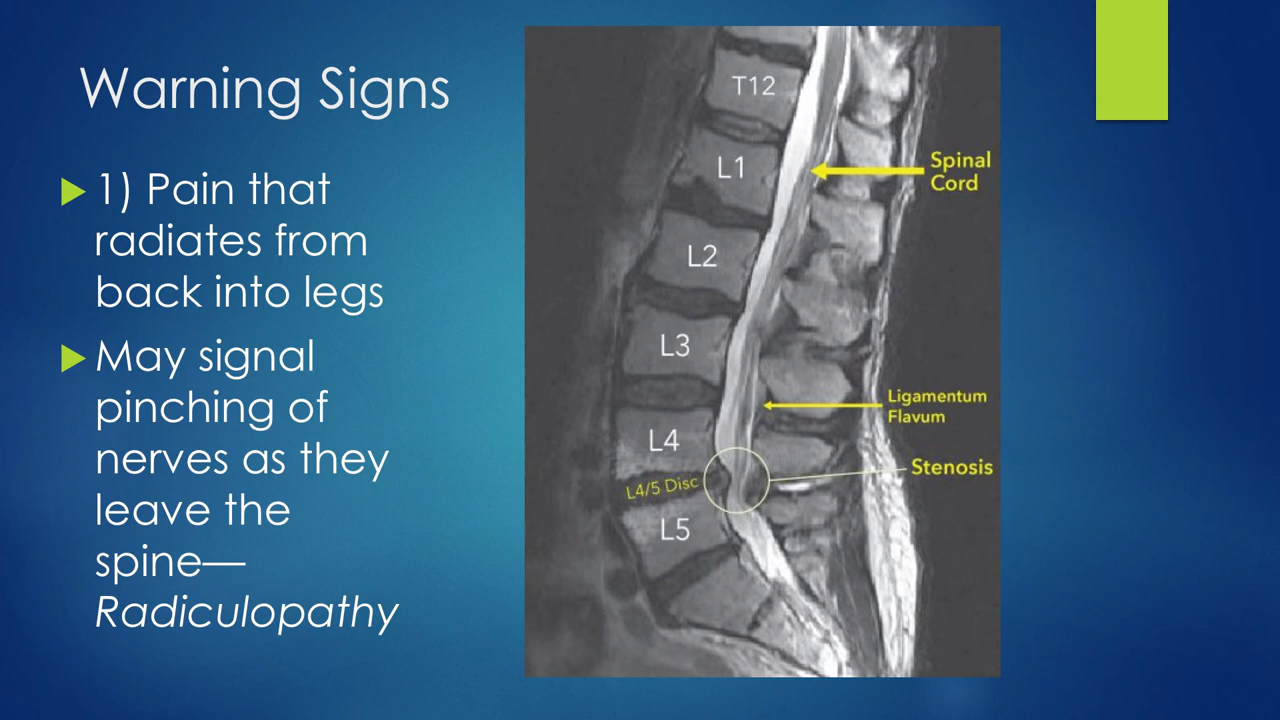 Warning Signs
1) Pain that
radiates from
back into legs
May signal
pinching of
nerves as they
leave the
spine—
Radiculopathy
T12
L1
Spinal
Cord
L2
L3
Ligamentum
Flavum
L4
Stenosis
L4/5 Disc
L5